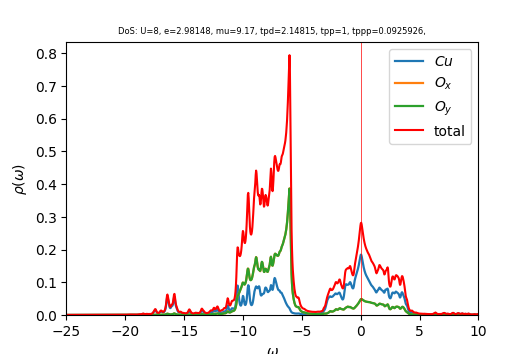 DoS: U=8, e=2.98148, mu=9.17, tpd=2.14815, tpp=1, tppp=0.0925926,
ρ(ω)
0.8
0.7
0.6
0.5
0.4
0.3
0.2
0.1
0.0
Cu
O_x
O_y
total
−25 −20 −15 −10 −5 0 5 10
ω